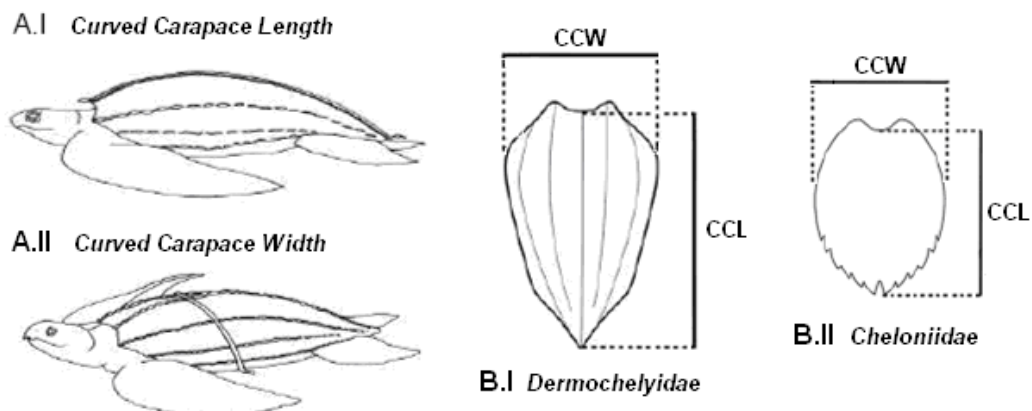 A.I Curved Carapace Length
A.II Curved Carapace Width
CCW
CCL
B.I Dermochelyidae
CCW
CCL
B.II Cheloniidae